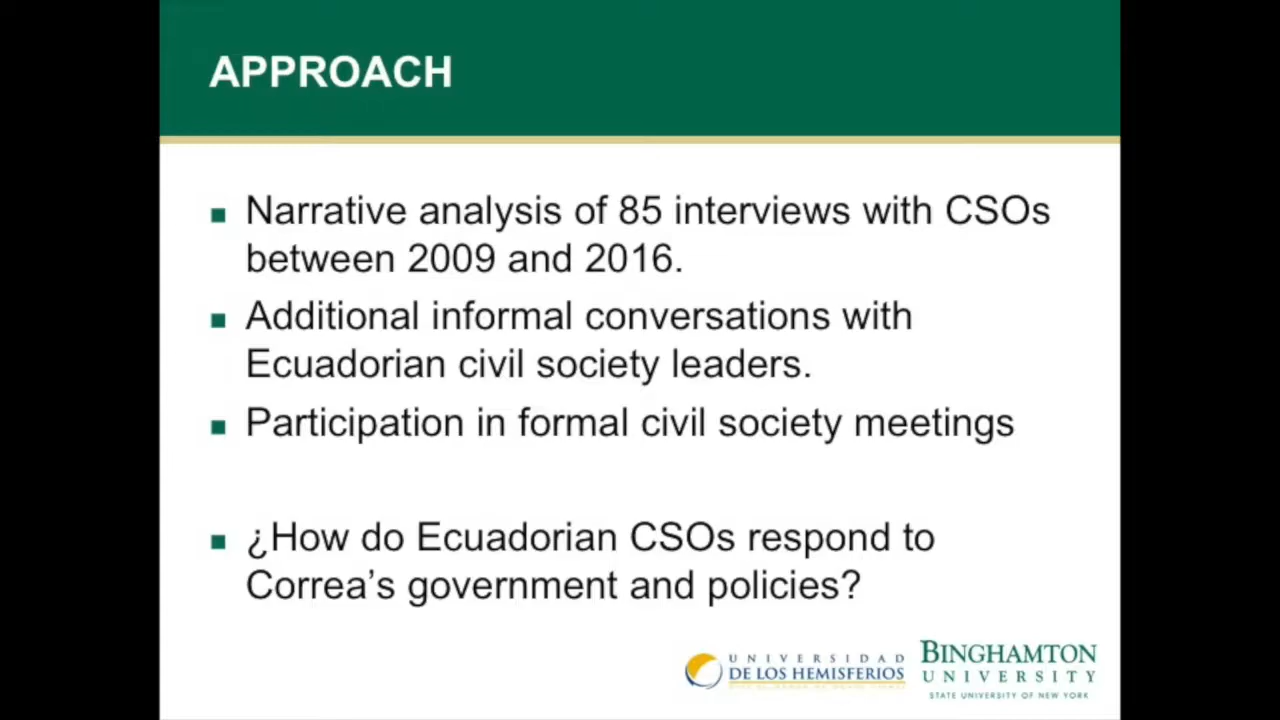 APPROACH
Narrative analysis of 85 interviews with CSOs
between 2009 and 2016.
Additional informal conversations with
Ecuadorian civil society leaders.
Participation in formal civil society meetings
¿How do Ecuadorian CSOs respond to
Correa’s government and policies?
UNIVERSIDAD
DE LOS HEMISFERIOS
BINGHAMTON
UNIVERSITY
STATE UNIVERSITY OF NEW YORK